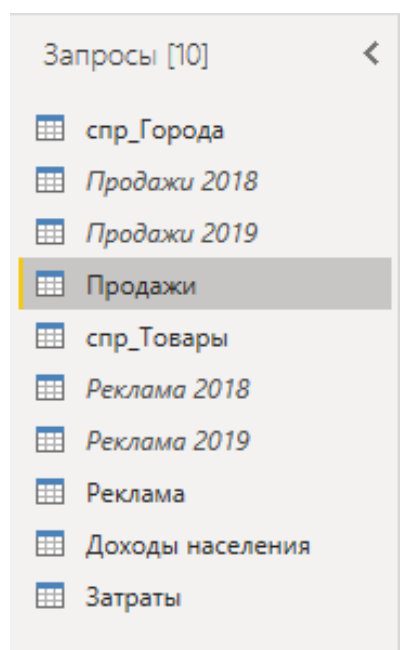 Запросы [10]
спр_Города
Продажи 2018
Продажи 2019
Продажи
спр_Товары
Реклама 2018
Реклама 2019
Реклама
Доходы населения
Затраты